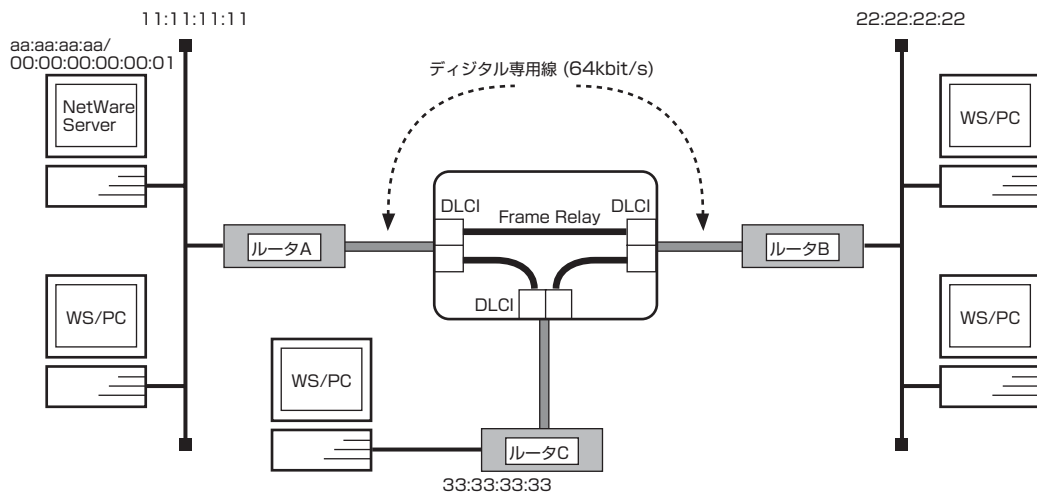 11:11:11:11
22:22:22:22
aa:aa:aa:aa/
00:00:00:00:00:01
ディジタル専用線 (64kbit/s)
NetWare
Server
WS/PC
DLCI
Frame Relay
DLCI
ルータA
ルータB
WS/PC
DLCI
WS/PC
WS/PC
ルータC
33:33:33:33